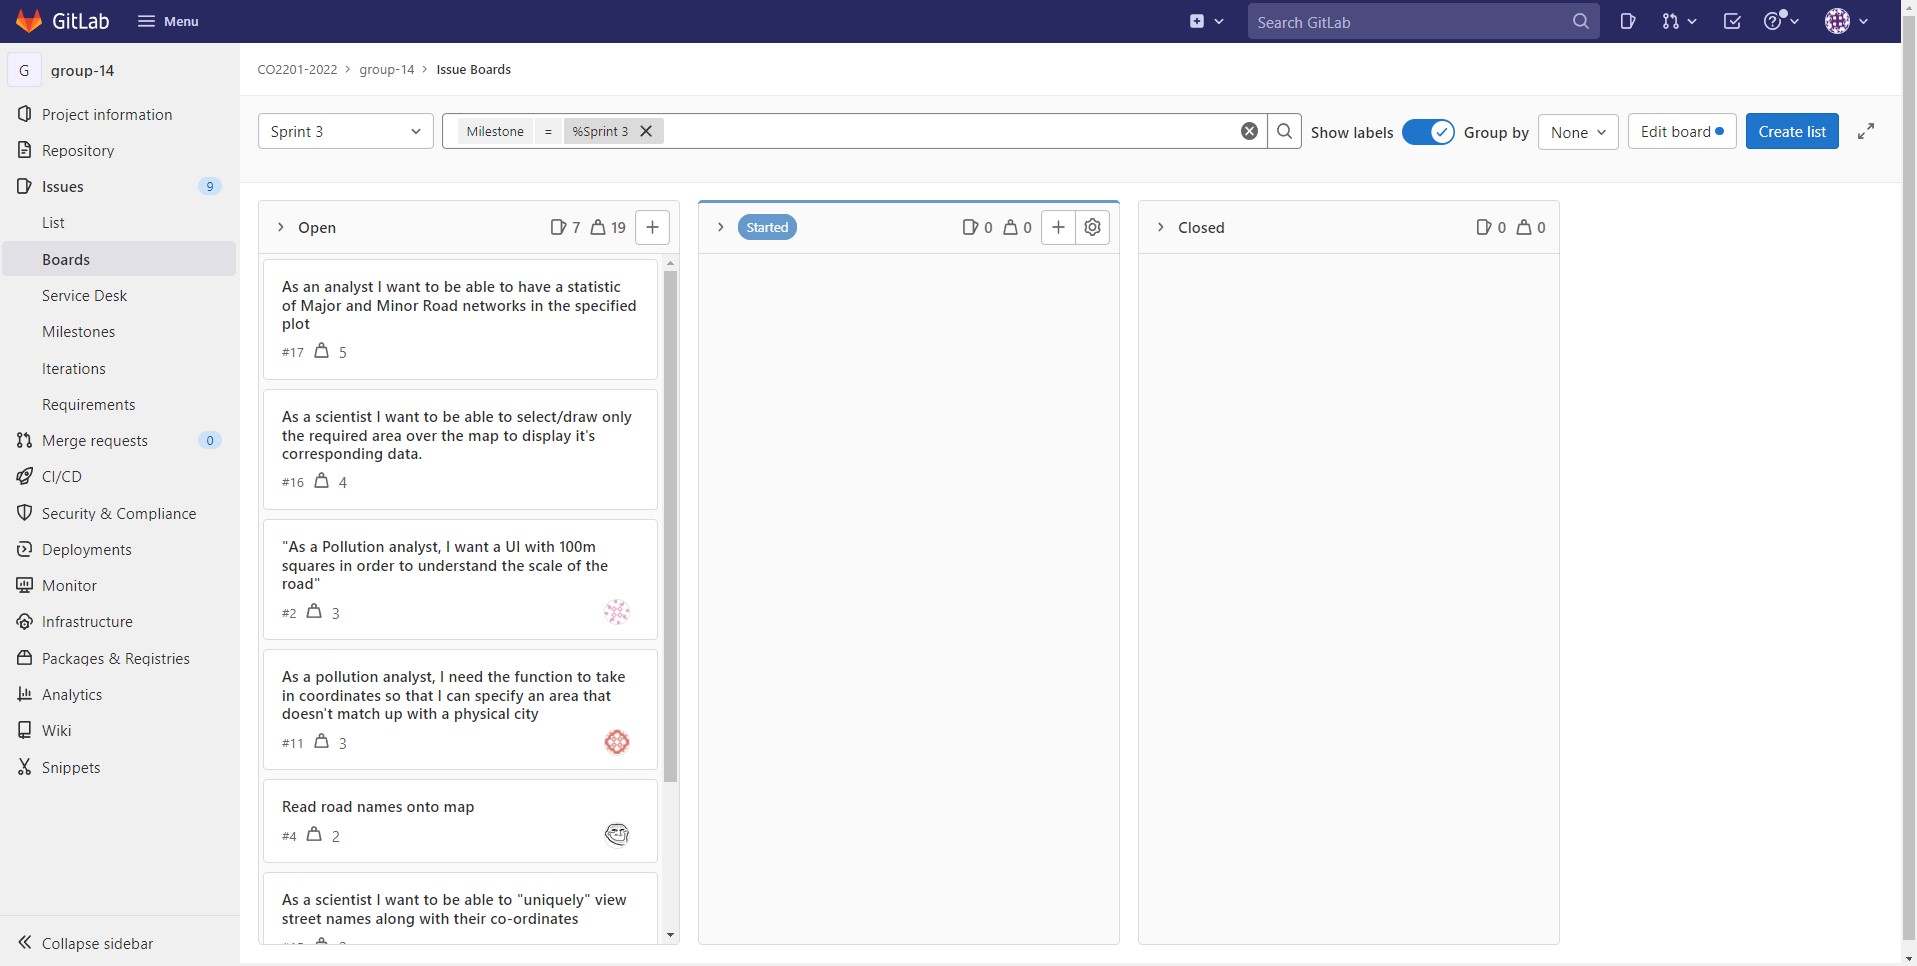 GitLab
Menu
Search GitLab
G
group-14
Project information
Repository
Issues
9
List
Boards
Service Desk
Milestones
Iterations
Requirements
Merge requests
0
CI/CD
Security & Compliance
Deployments
Monitor
Infrastructure
Packages & Registries
Analytics
Wiki
Snippets
Collapse sidebar
CO2201-2022 > group-14 > Issue Boards
Sprint 3
Milestone = %Sprint 3
Show labels
Group by
None
Edit board
Create list
Open
7
19
As an analyst I want to be able to have a statistic
of Major and Minor Road networks in the specified
plot
#17 5
As a scientist I want to be able to select/draw only
the required area over the map to display it's
corresponding data.
#16 4
"As a Pollution analyst, I want a UI with 100m
squares in order to understand the scale of the
road"
#2 3
As a pollution analyst, I need the function to take
in coordinates so that I can specify an area that
doesn't match up with a physical city
#11 3
Read road names onto map
#4 2
As a scientist I want to be able to "uniquely" view
street names along with their co-ordinates
Started
0
0
Closed
0
0